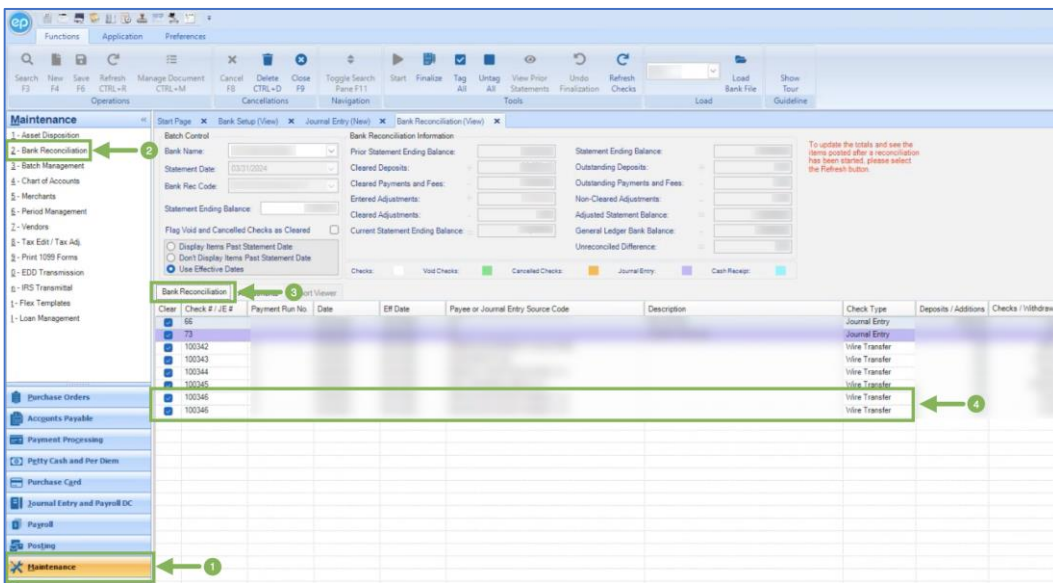 ep
Functions Application Preferences
Search F3 New F4 Save F6 Refresh CTRL+R Manage Document CTRL+M Cancel F8 Delete CTRL+D Close F9 Toggle Search Pane F11 Start Finalize Tag All Untag All View Prior Statements Undo Finalization Refresh Checks Load Bank File Show Tour
Operations Cancellations Navigation Tools Load Guideline
Maintenance «
Start Page Bank Setup (View) Journal Entry (New) Bank Reconciliation (View)
1 - Asset Disposition
2 - Bank Reconciliation
3 - Batch Management
4 - Chart of Accounts
5 - Merchants
6 - Period Management
7 - Vendors
8 - Tax Edit / Tax Adj.
9 - Print 1099 Forms
0 - EDD Transmission
- IRS Transmittal
- Flex Templates
- Loan Management
2
Batch Control
Bank Name:
Statement Date: 03/31/2024
Bank Rec Code:
Statement Ending Balance:
Flag Void and Cancelled Checks as Cleared
Display Items Past Statement Date
Don't Display Items Past Statement Date
Use Effective Dates
Bank Reconciliation Information
Prior Statement Ending Balance:
Cleared Deposits:
Cleared Payments and Fees:
Entered Adjustments:
Cleared Adjustments:
Current Statement Ending Balance:
Statement Ending Balance:
Outstanding Deposits:
Outstanding Payments and Fees:
Non-Cleared Adjustments:
Adjusted Statement Balance:
General Ledger Bank Balance:
Unreconciled Difference:
Checks: Void Checks: Cancelled Checks: Journal Entry: Cash Receipt:
To update the totals and see the
items posted after a reconciliation
has been started, please select
the Refresh button.
Bank Reconciliation 3 Viewer
Clear Check # / JE # Payment Run No. Date Eff Date Payee or Journal Entry Source Code Description Check Type Deposits / Additions Checks / Withdraw
66 Journal Entry
73 Journal Entry
100342 Wire Transfer
100343 Wire Transfer
100344 Wire Transfer
100345 Wire Transfer
100346 Wire Transfer
100346 Wire Transfer
4
Purchase Orders
Accounts Payable
Payment Processing
Petty Cash and Per Diem
Purchase Card
Journal Entry and Payroll DC
Payroll
Posting
Maintenance
1